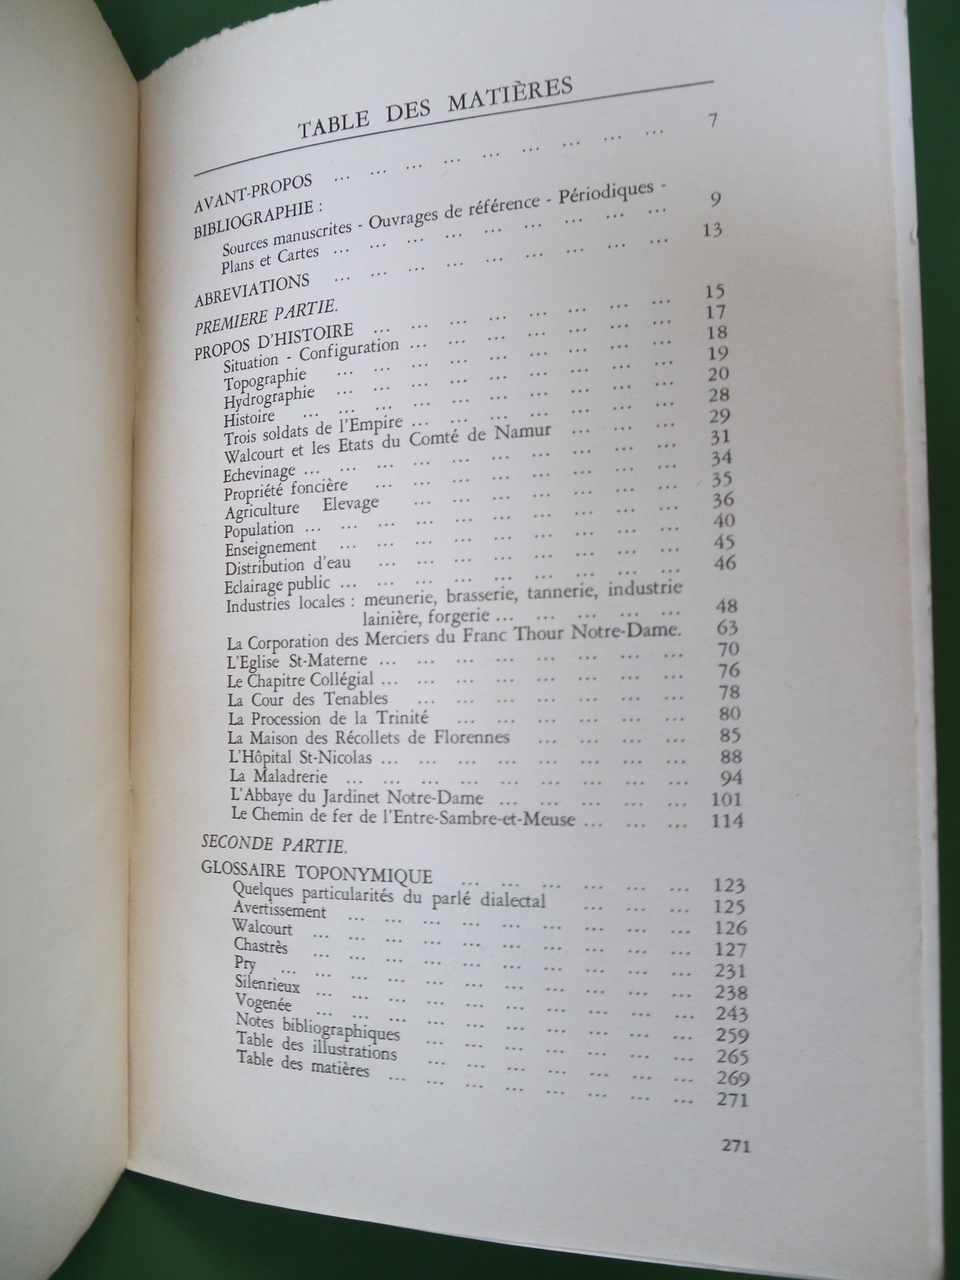 TABLE DES MATIÈRES
AVANT-PROPOS ... ... ... ... ... ... ... ... ... 7
BIBLIOGRAPHIE :
Sources manuscrites - Ouvrages de référence - Périodiques -
Plans et Cartes ... ... ... ... ... ... ... ... ... 9
ABREVIATIONS ... ... ... ... ... ... ... ... ... 13
PREMIERE PARTIE.
PROPOS D'HISTOIRE ... ... ... ... ... ... ... ... 15
Situation - Configuration ... ... ... ... ... ... ... 17
Topographie ... ... ... ... ... ... ... ... ... 18
Hydrographie ... ... ... ... ... ... ... ... ... 19
Histoire ... ... ... ... ... ... ... ... ... ... 20
Trois soldats de l'Empire ... ... ... ... ... ... ... 28
Walcourt et les Etats du Comté de Namur ... ... ... 29
Echevinage ... ... ... ... ... ... ... ... ... ... 31
Propriété foncière ... ... ... ... ... ... ... ... 34
Agriculture Elevage ... ... ... ... ... ... ... 35
Population ... ... ... ... ... ... ... ... ... ... 36
Enseignement ... ... ... ... ... ... ... ... ... 40
Distribution d'eau ... ... ... ... ... ... ... ... 45
Eclairage public ... ... ... ... ... ... ... ... ... 46
Industries locales : meunerie, brasserie, tannerie, industrie
lainière, forgerie ... ... ... ... ... 48
La Corporation des Merciers du Franc Thour Notre-Dame. 63
L'Eglise St-Materne ... ... ... ... ... ... ... ... 70
Le Chapitre Collégial ... ... ... ... ... ... ... ... 76
La Cour des Tenables ... ... ... ... ... ... ... 78
La Procession de la Trinité ... ... ... ... ... ... 80
La Maison des Récollets de Florennes ... ... ... ... 85
L'Hôpital St-Nicolas ... ... ... ... ... ... ... ... 88
La Maladrerie ... ... ... ... ... ... ... ... ... 94
L'Abbaye du Jardinet Notre-Dame ... ... ... ... ... 101
Le Chemin de fer de l'Entre-Sambre-et-Meuse ... ... ... 114
SECONDE PARTIE.
GLOSSAIRE TOPONYMIQUE ... ... ... ... ... ... 123
Quelques particularités du parlé dialectal ... ... ... 125
Avertissement ... ... ... ... ... ... ... ... ... 126
Walcourt ... ... ... ... ... ... ... ... ... ... 127
Chastrès ... ... ... ... ... ... ... ... ... ... 231
Pry ... ... ... ... ... ... ... ... ... ... ... 238
Silenrieux ... ... ... ... ... ... ... ... ... ... 243
Vogenée ... ... ... ... ... ... ... ... ... ... 259
Notes bibliographiques ... ... ... ... ... ... ... 265
Table des illustrations ... ... ... ... ... ... ... 269
Table des matières ... ... ... ... ... ... ... ... 271
271